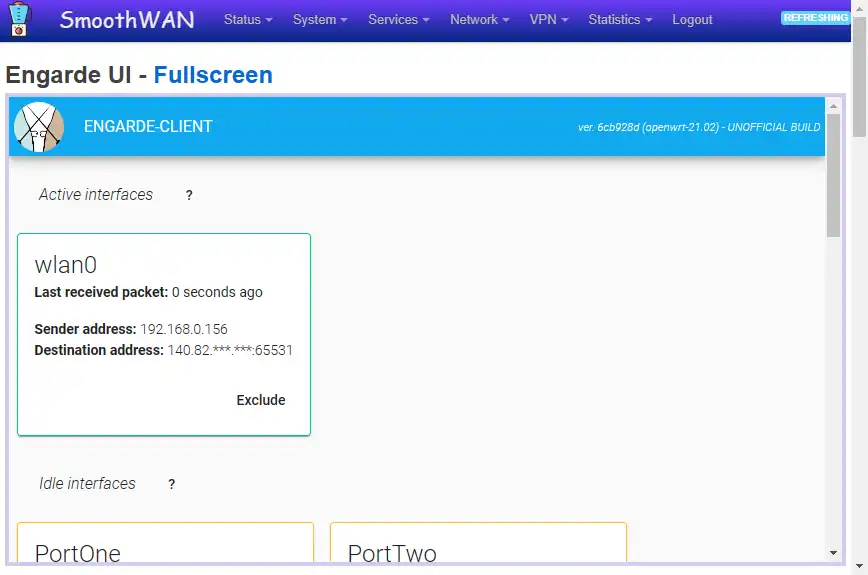 SmoothWAN Status System Services Network VPN Statistics Logout REFRESHING
Engarde UI - Fullscreen
ENGARDE-CLIENT ver. 6cb928d (openwrt-21.02) - UNOFFICIAL BUILD
Active interfaces ?
wlan0
Last received packet: 0 seconds ago
Sender address: 192.168.0.156
Destination address: 140.82.***.***:65531
Exclude
Idle interfaces ?
PortOne PortTwo